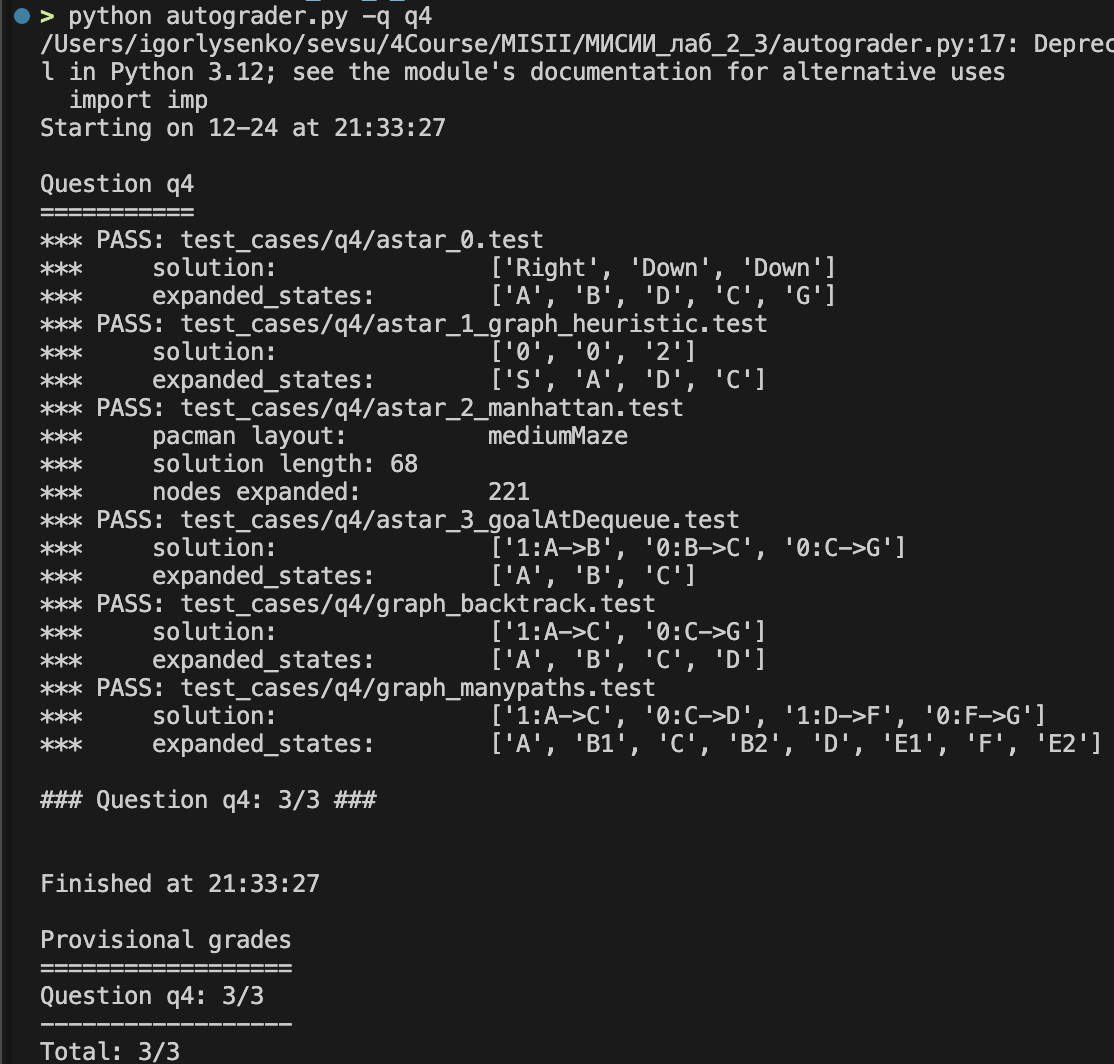 > python autograder.py -q q4
/Users/igorlysenko/sevsu/4Course/MISII/МИСИИ_лаб_2_3/autograder.py:17: Deprec
l in Python 3.12; see the module's documentation for alternative uses
  import imp
Starting on 12-24 at 21:33:27

Question q4
===========
*** PASS: test_cases/q4/astar_0.test
***     solution:               ['Right', 'Down', 'Down']
***     expanded_states:        ['A', 'B', 'D', 'C', 'G']
*** PASS: test_cases/q4/astar_1_graph_heuristic.test
***     solution:               ['0', '0', '2']
***     expanded_states:        ['S', 'A', 'D', 'C']
*** PASS: test_cases/q4/astar_2_manhattan.test
***     pacman layout:          mediumMaze
***     solution length: 68
***     nodes expanded:         221
*** PASS: test_cases/q4/astar_3_goalAtDequeue.test
***     solution:               ['1:A->B', '0:B->C', '0:C->G']
***     expanded_states:        ['A', 'B', 'C']
*** PASS: test_cases/q4/graph_backtrack.test
***     solution:               ['1:A->C', '0:C->G']
***     expanded_states:        ['A', 'B', 'C', 'D']
*** PASS: test_cases/q4/graph_manypaths.test
***     solution:               ['1:A->C', '0:C->D', '1:D->F', '0:F->G']
***     expanded_states:        ['A', 'B1', 'C', 'B2', 'D', 'E1', 'F', 'E2']

### Question q4: 3/3 ###

Finished at 21:33:27

Provisional grades
==================
Question q4: 3/3
------------------
Total: 3/3